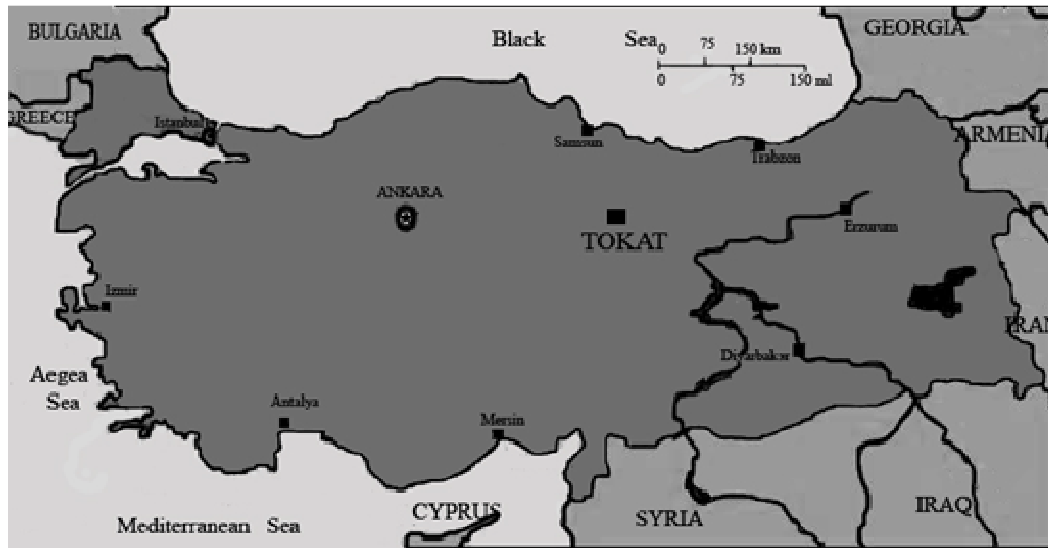 BULGARIA
Black Sea
GEORGIA
0 75 150 km
0 75 150 mil
GREECE
Istanbul
Samsun
Trabzon
ARMENIA
ANKARA
TOKAT
Erzurum
Izmir
IRAN
Diyarbakır
Aegea
Sea
Antalya
Mersin
CYPRUS
SYRIA
IRAQ
Mediterranean Sea